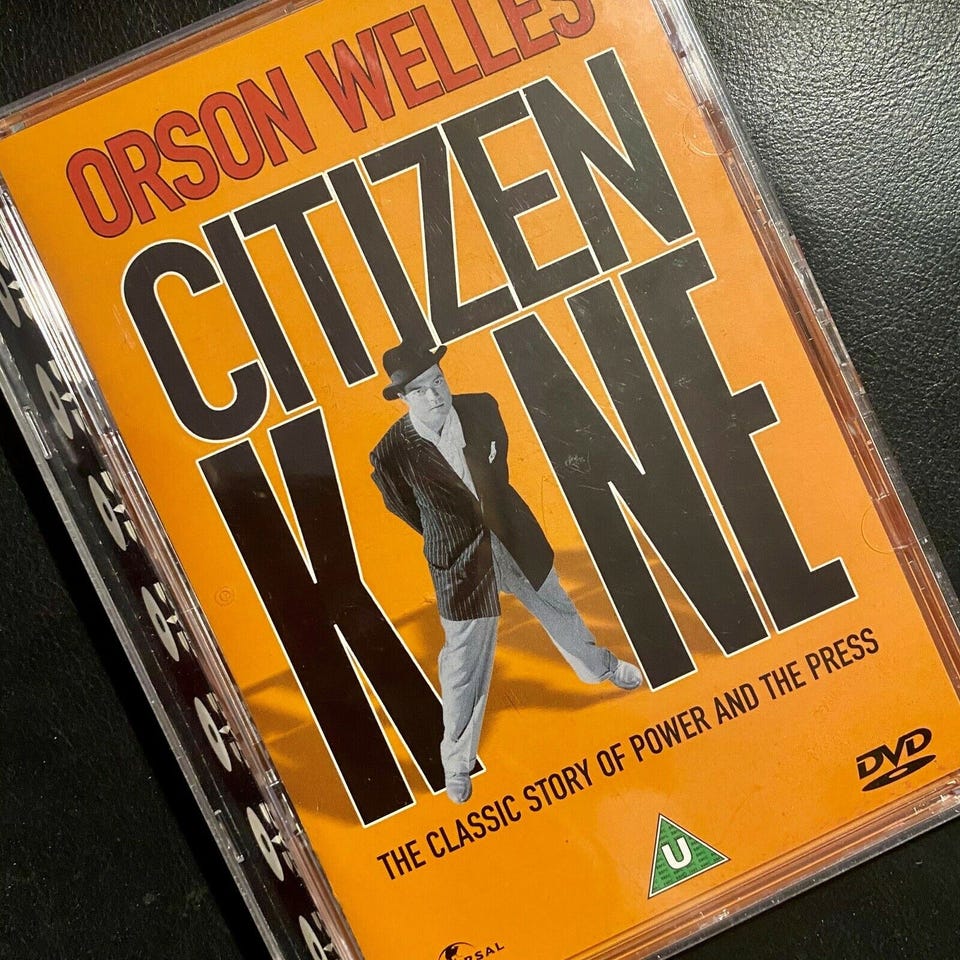 ORSON WELLES
CITIZEN
KANE
THE CLASSIC STORY OF POWER AND THE PRESS
DVD
U